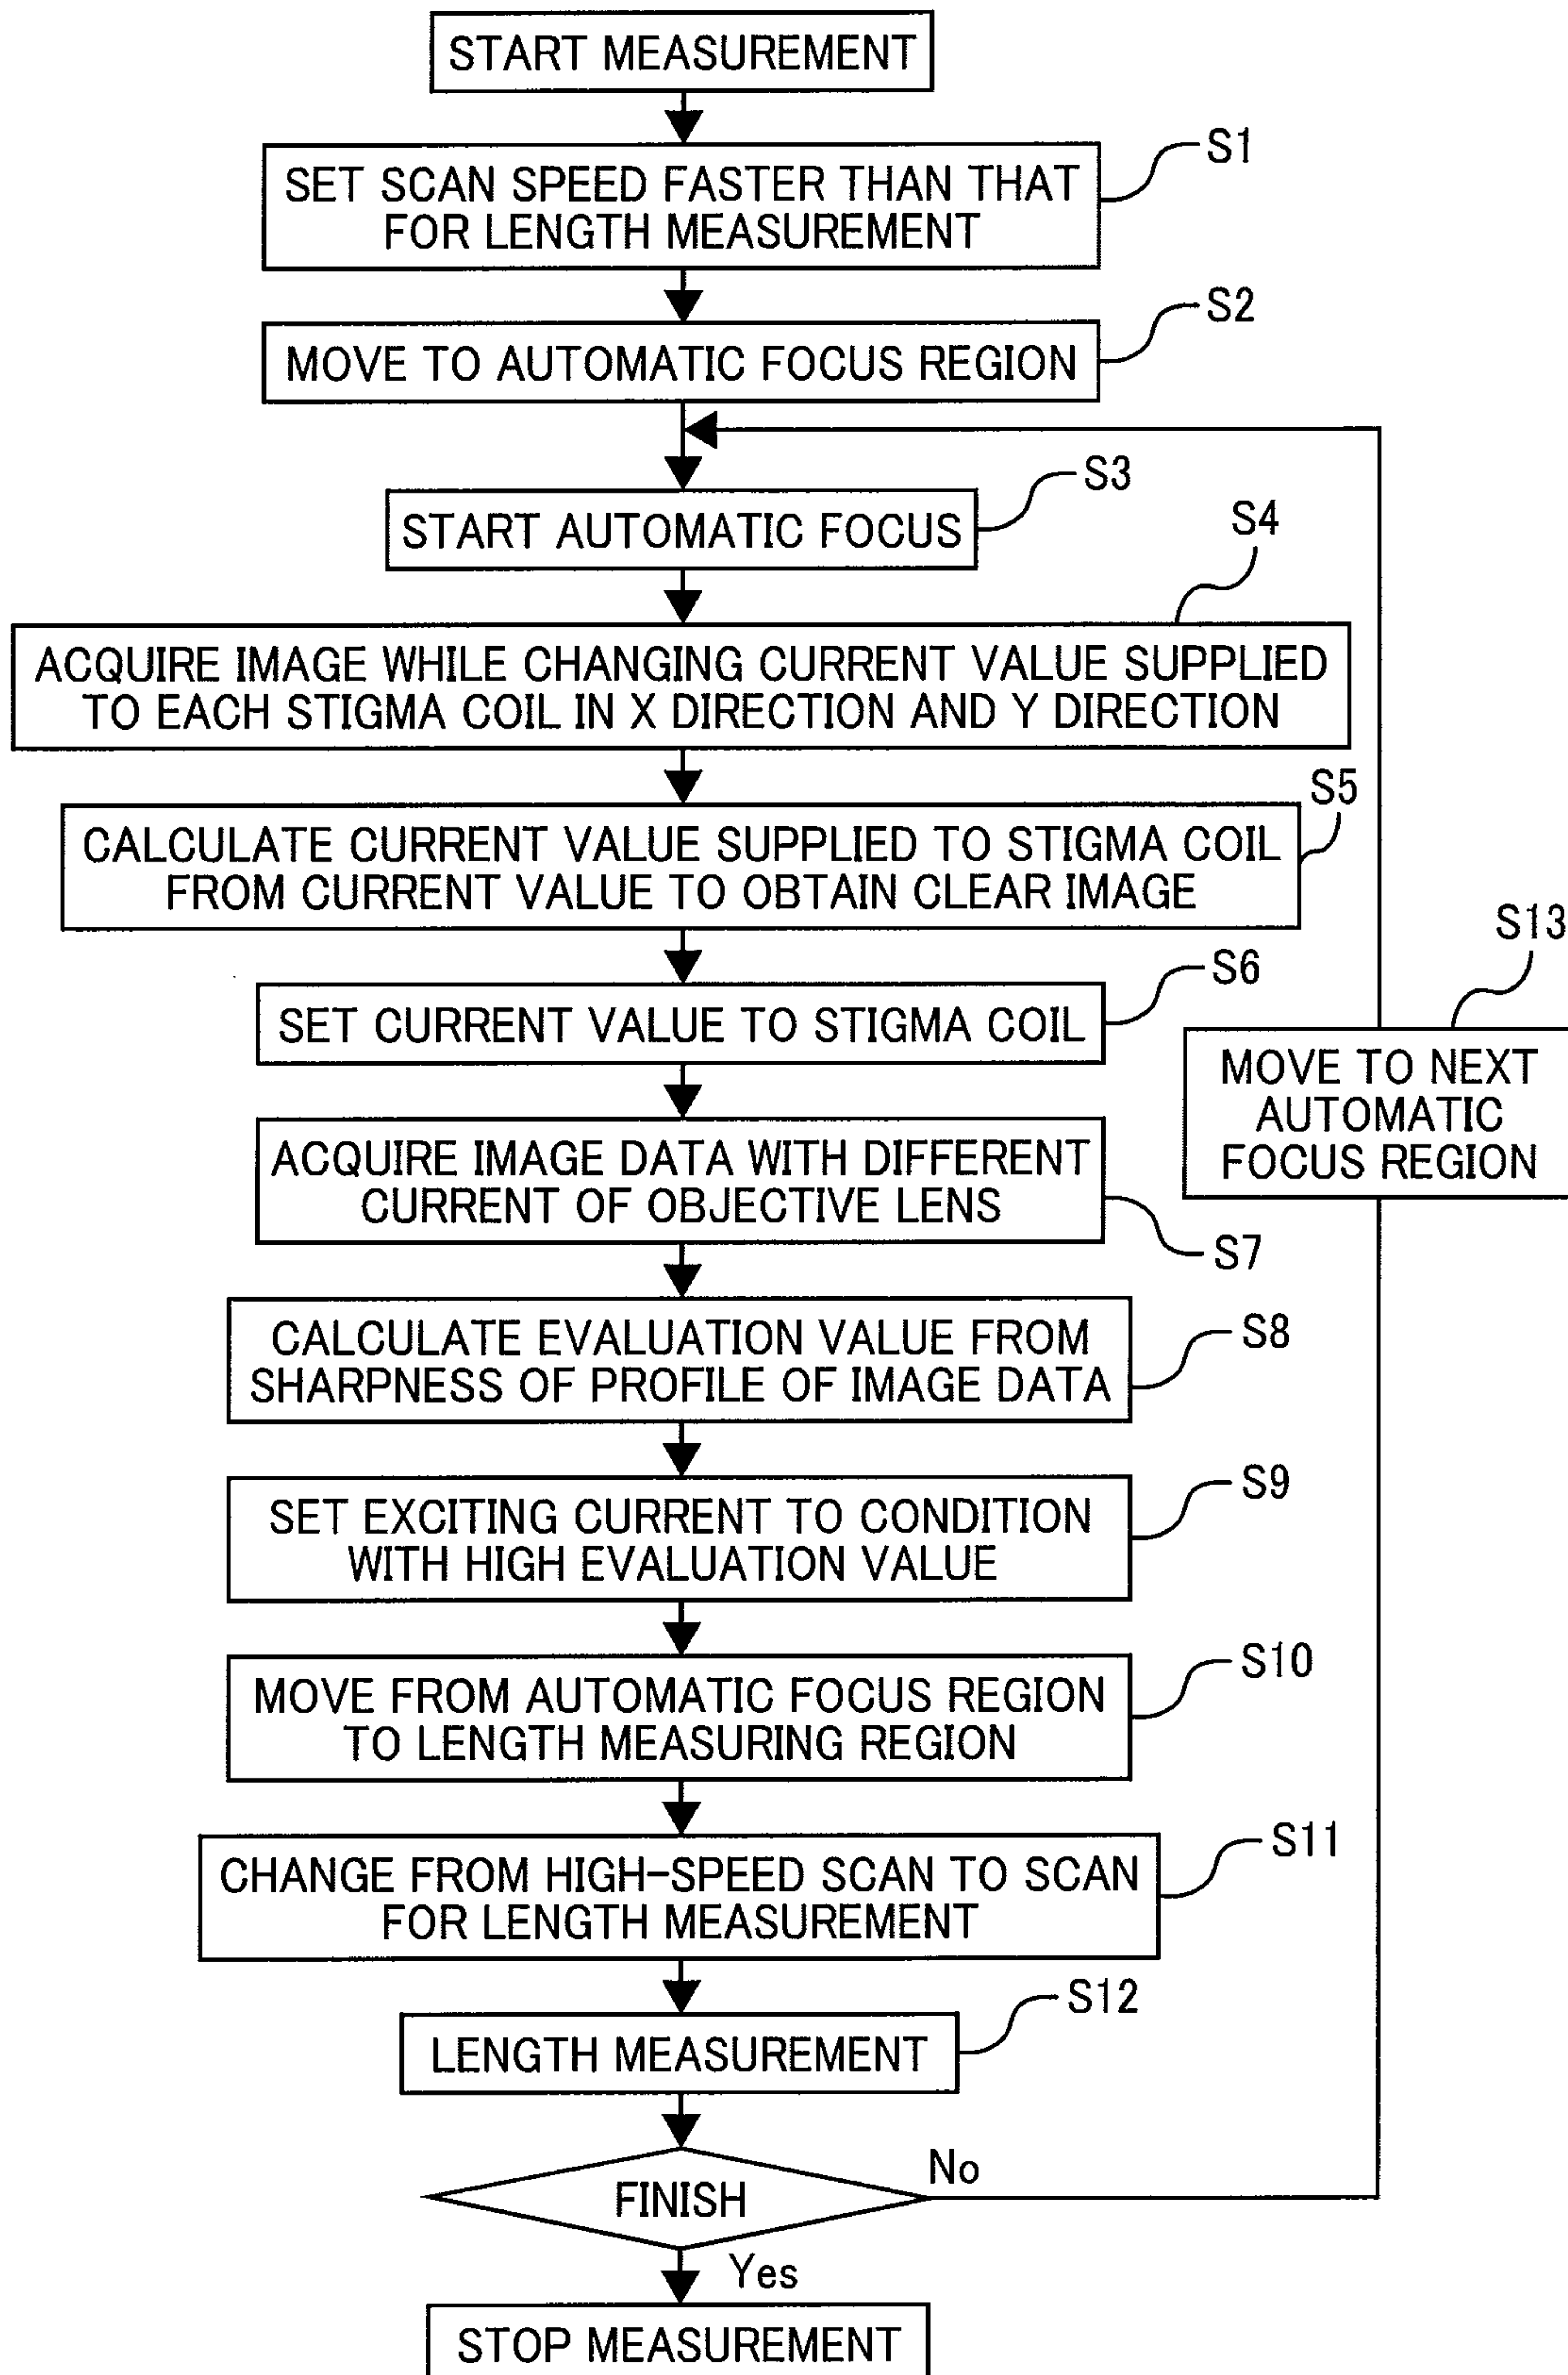 START MEASUREMENT
S1
SET SCAN SPEED FASTER THAN THAT
FOR LENGTH MEASUREMENT
S2
MOVE TO AUTOMATIC FOCUS REGION
S3
START AUTOMATIC FOCUS
S4
ACQUIRE IMAGE WHILE CHANGING CURRENT VALUE SUPPLIED
TO EACH STIGMA COIL IN X DIRECTION AND Y DIRECTION
S5
CALCULATE CURRENT VALUE SUPPLIED TO STIGMA COIL
FROM CURRENT VALUE TO OBTAIN CLEAR IMAGE
S13
S6
SET CURRENT VALUE TO STIGMA COIL
MOVE TO NEXT
AUTOMATIC
FOCUS REGION
ACQUIRE IMAGE DATA WITH DIFFERENT
CURRENT OF OBJECTIVE LENS
S7
CALCULATE EVALUATION VALUE FROM
SHARPNESS OF PROFILE OF IMAGE DATA
S8
S9
SET EXCITING CURRENT TO CONDITION
WITH HIGH EVALUATION VALUE
S10
MOVE FROM AUTOMATIC FOCUS REGION
TO LENGTH MEASURING REGION
S11
CHANGE FROM HIGH-SPEED SCAN TO SCAN
FOR LENGTH MEASUREMENT
S12
LENGTH MEASUREMENT
No
FINISH
Yes
STOP MEASUREMENT